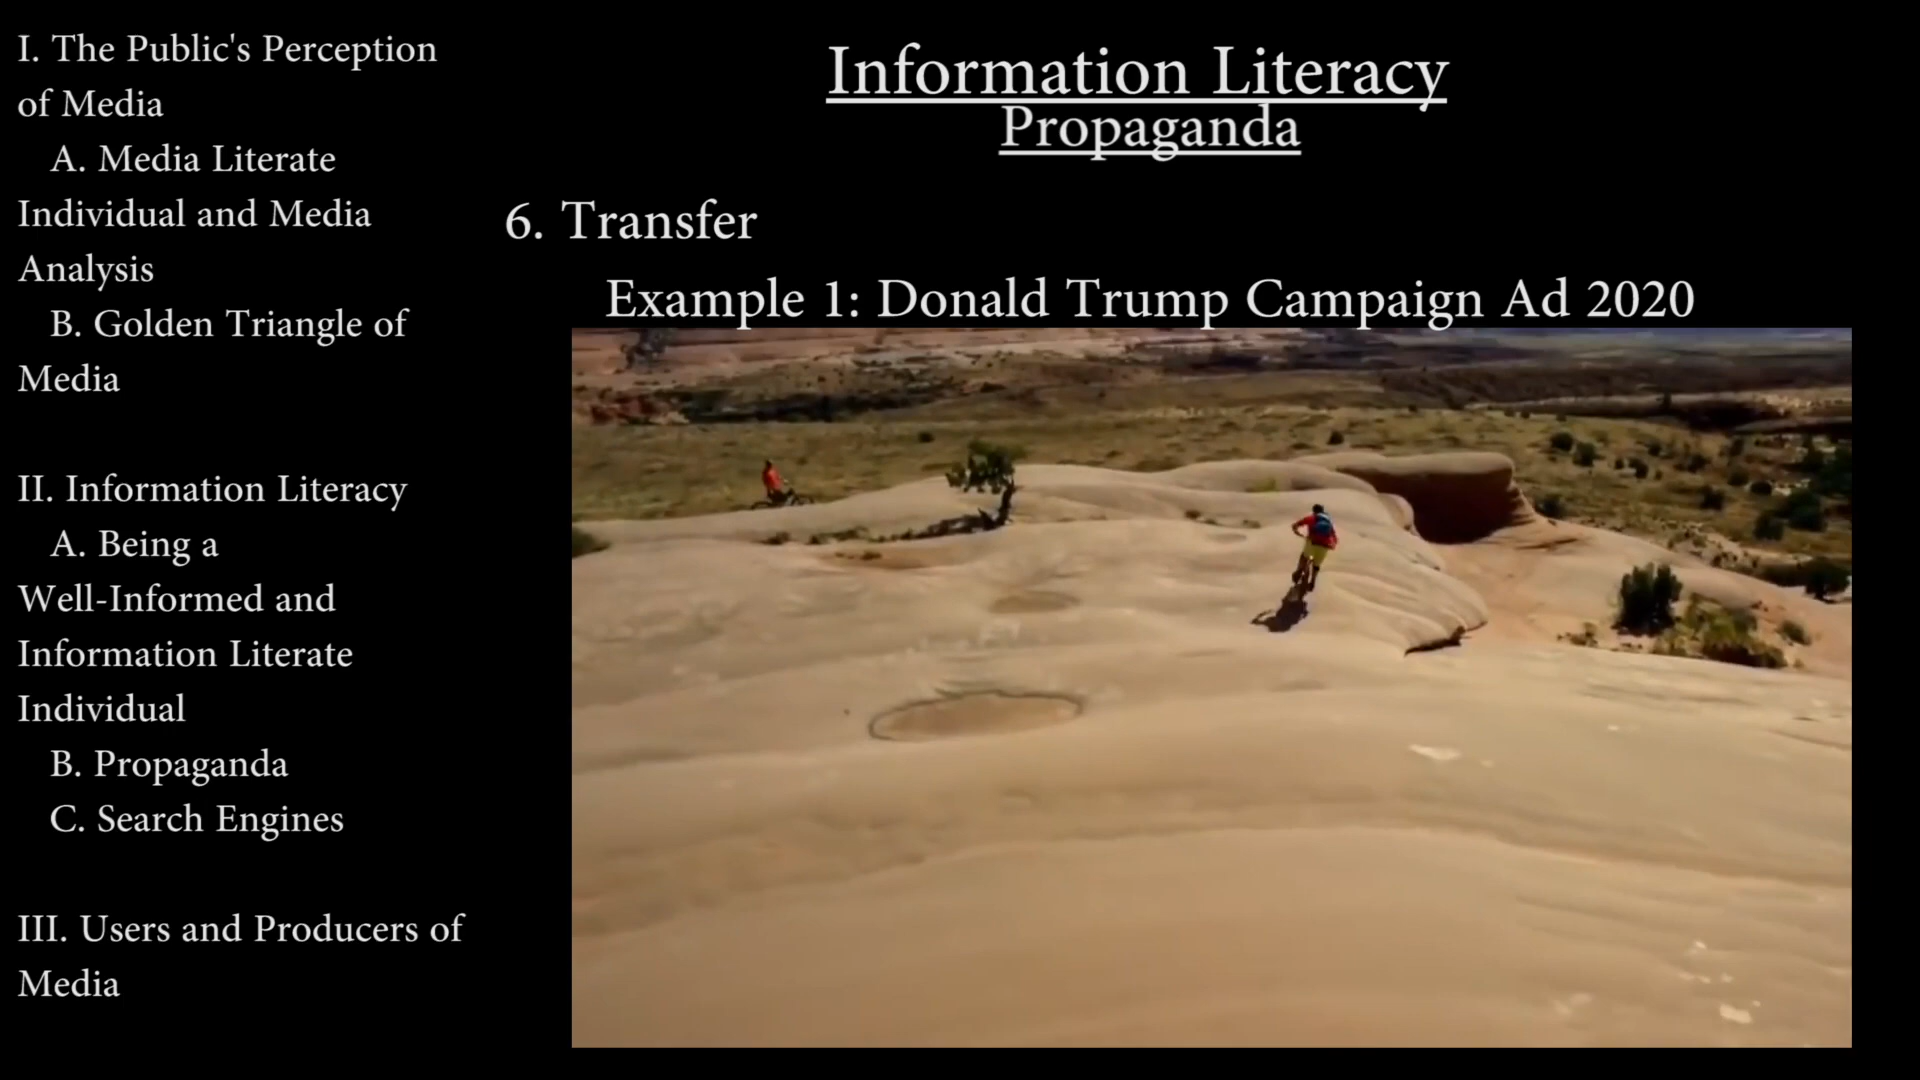 I. The Public's Perception
of Media
A. Media Literate
Individual and Media
Analysis
B. Golden Triangle of
Media
II. Information Literacy
A. Being a
Well-Informed and
Information Literate
Individual
B. Propaganda
C. Search Engines
III. Users and Producers of
Media
Information Literacy
Propaganda
6. Transfer
Example 1: Donald Trump Campaign Ad 2020